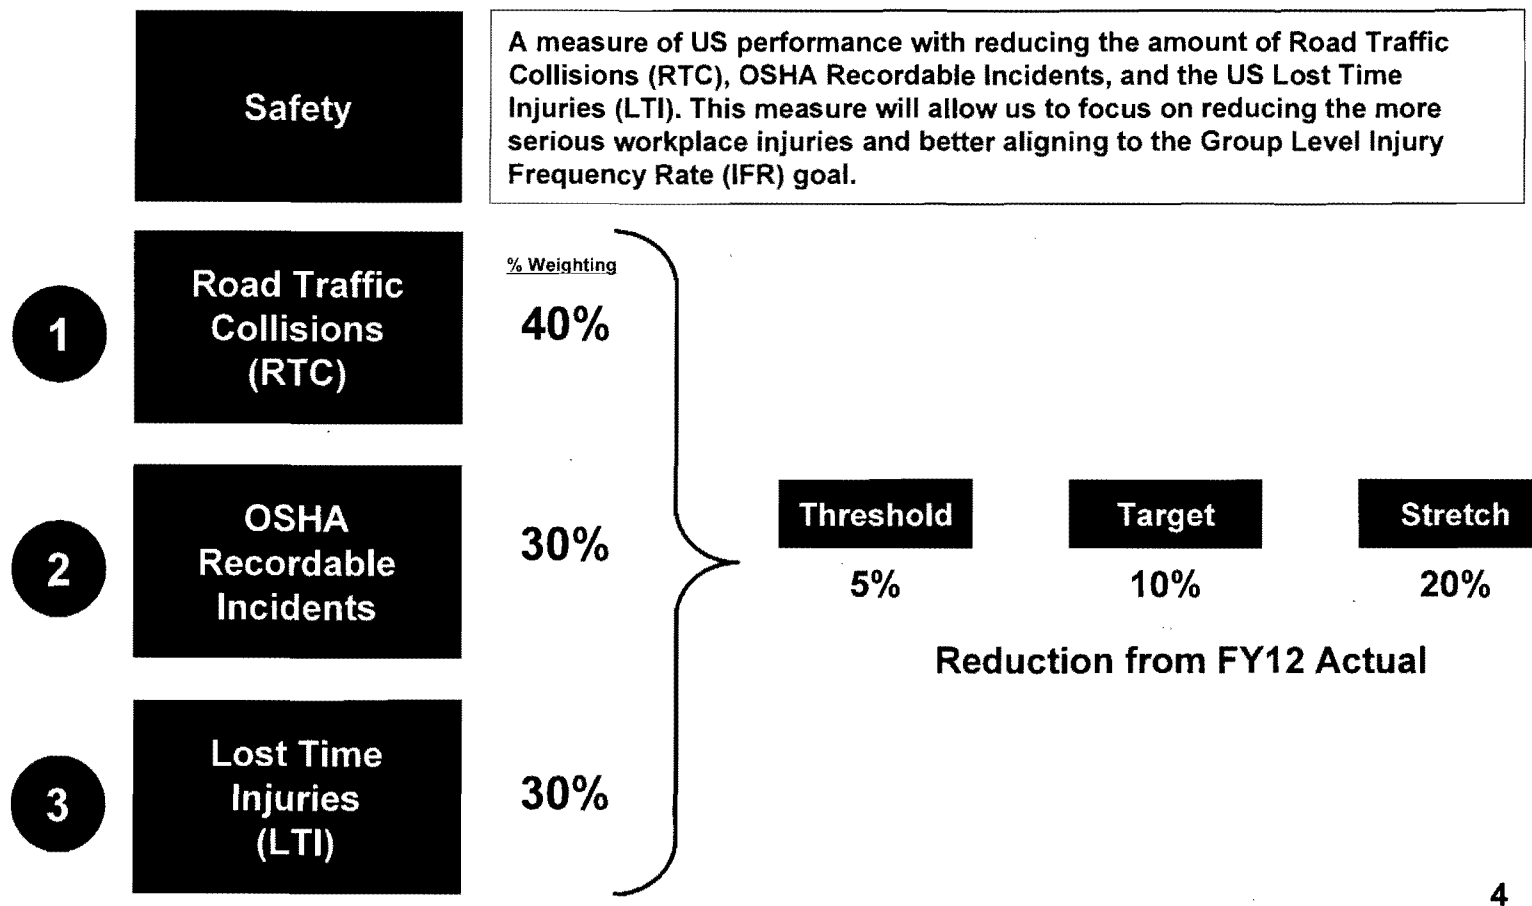 Safety
A measure of US performance with reducing the amount of Road Traffic
Collisions (RTC), OSHA Recordable Incidents, and the US Lost Time
Injuries (LTI). This measure will allow us to focus on reducing the more
serious workplace injuries and better aligning to the Group Level Injury
Frequency Rate (IFR) goal.
% Weighting
1
Road Traffic
Collisions
(RTC)
40%
2
OSHA
Recordable
Incidents
30%
3
Lost Time
Injuries
(LTI)
30%
Threshold
Target
Stretch
5%
10%
20%
Reduction from FY12 Actual
4